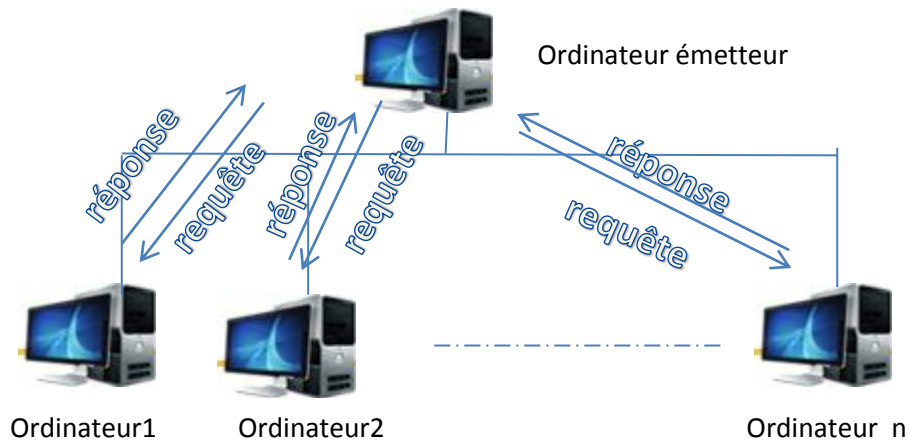 Ordinateur émetteur
réponse
requête
réponse
requête
réponse
requête
Ordinateur1
Ordinateur2
Ordinateur n